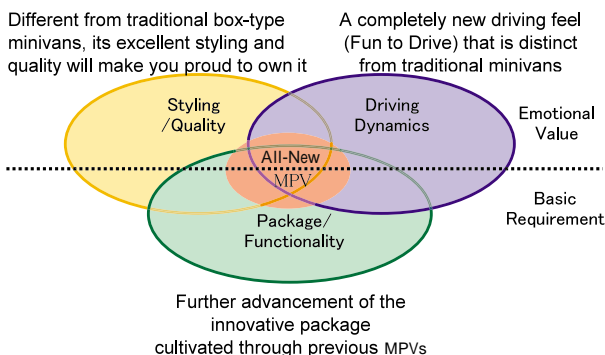 Different from traditional box-type
minivans, its excellent styling and
quality will make you proud to own it
A completely new driving feel
(Fun to Drive) that is distinct
from traditional minivans
Styling
/Quality
Driving
Dynamics
Emotional
Value
All-New
MPV
Basic
Requirement
Package/
Functionality
Further advancement of the
innovative package
cultivated through previous MPVs